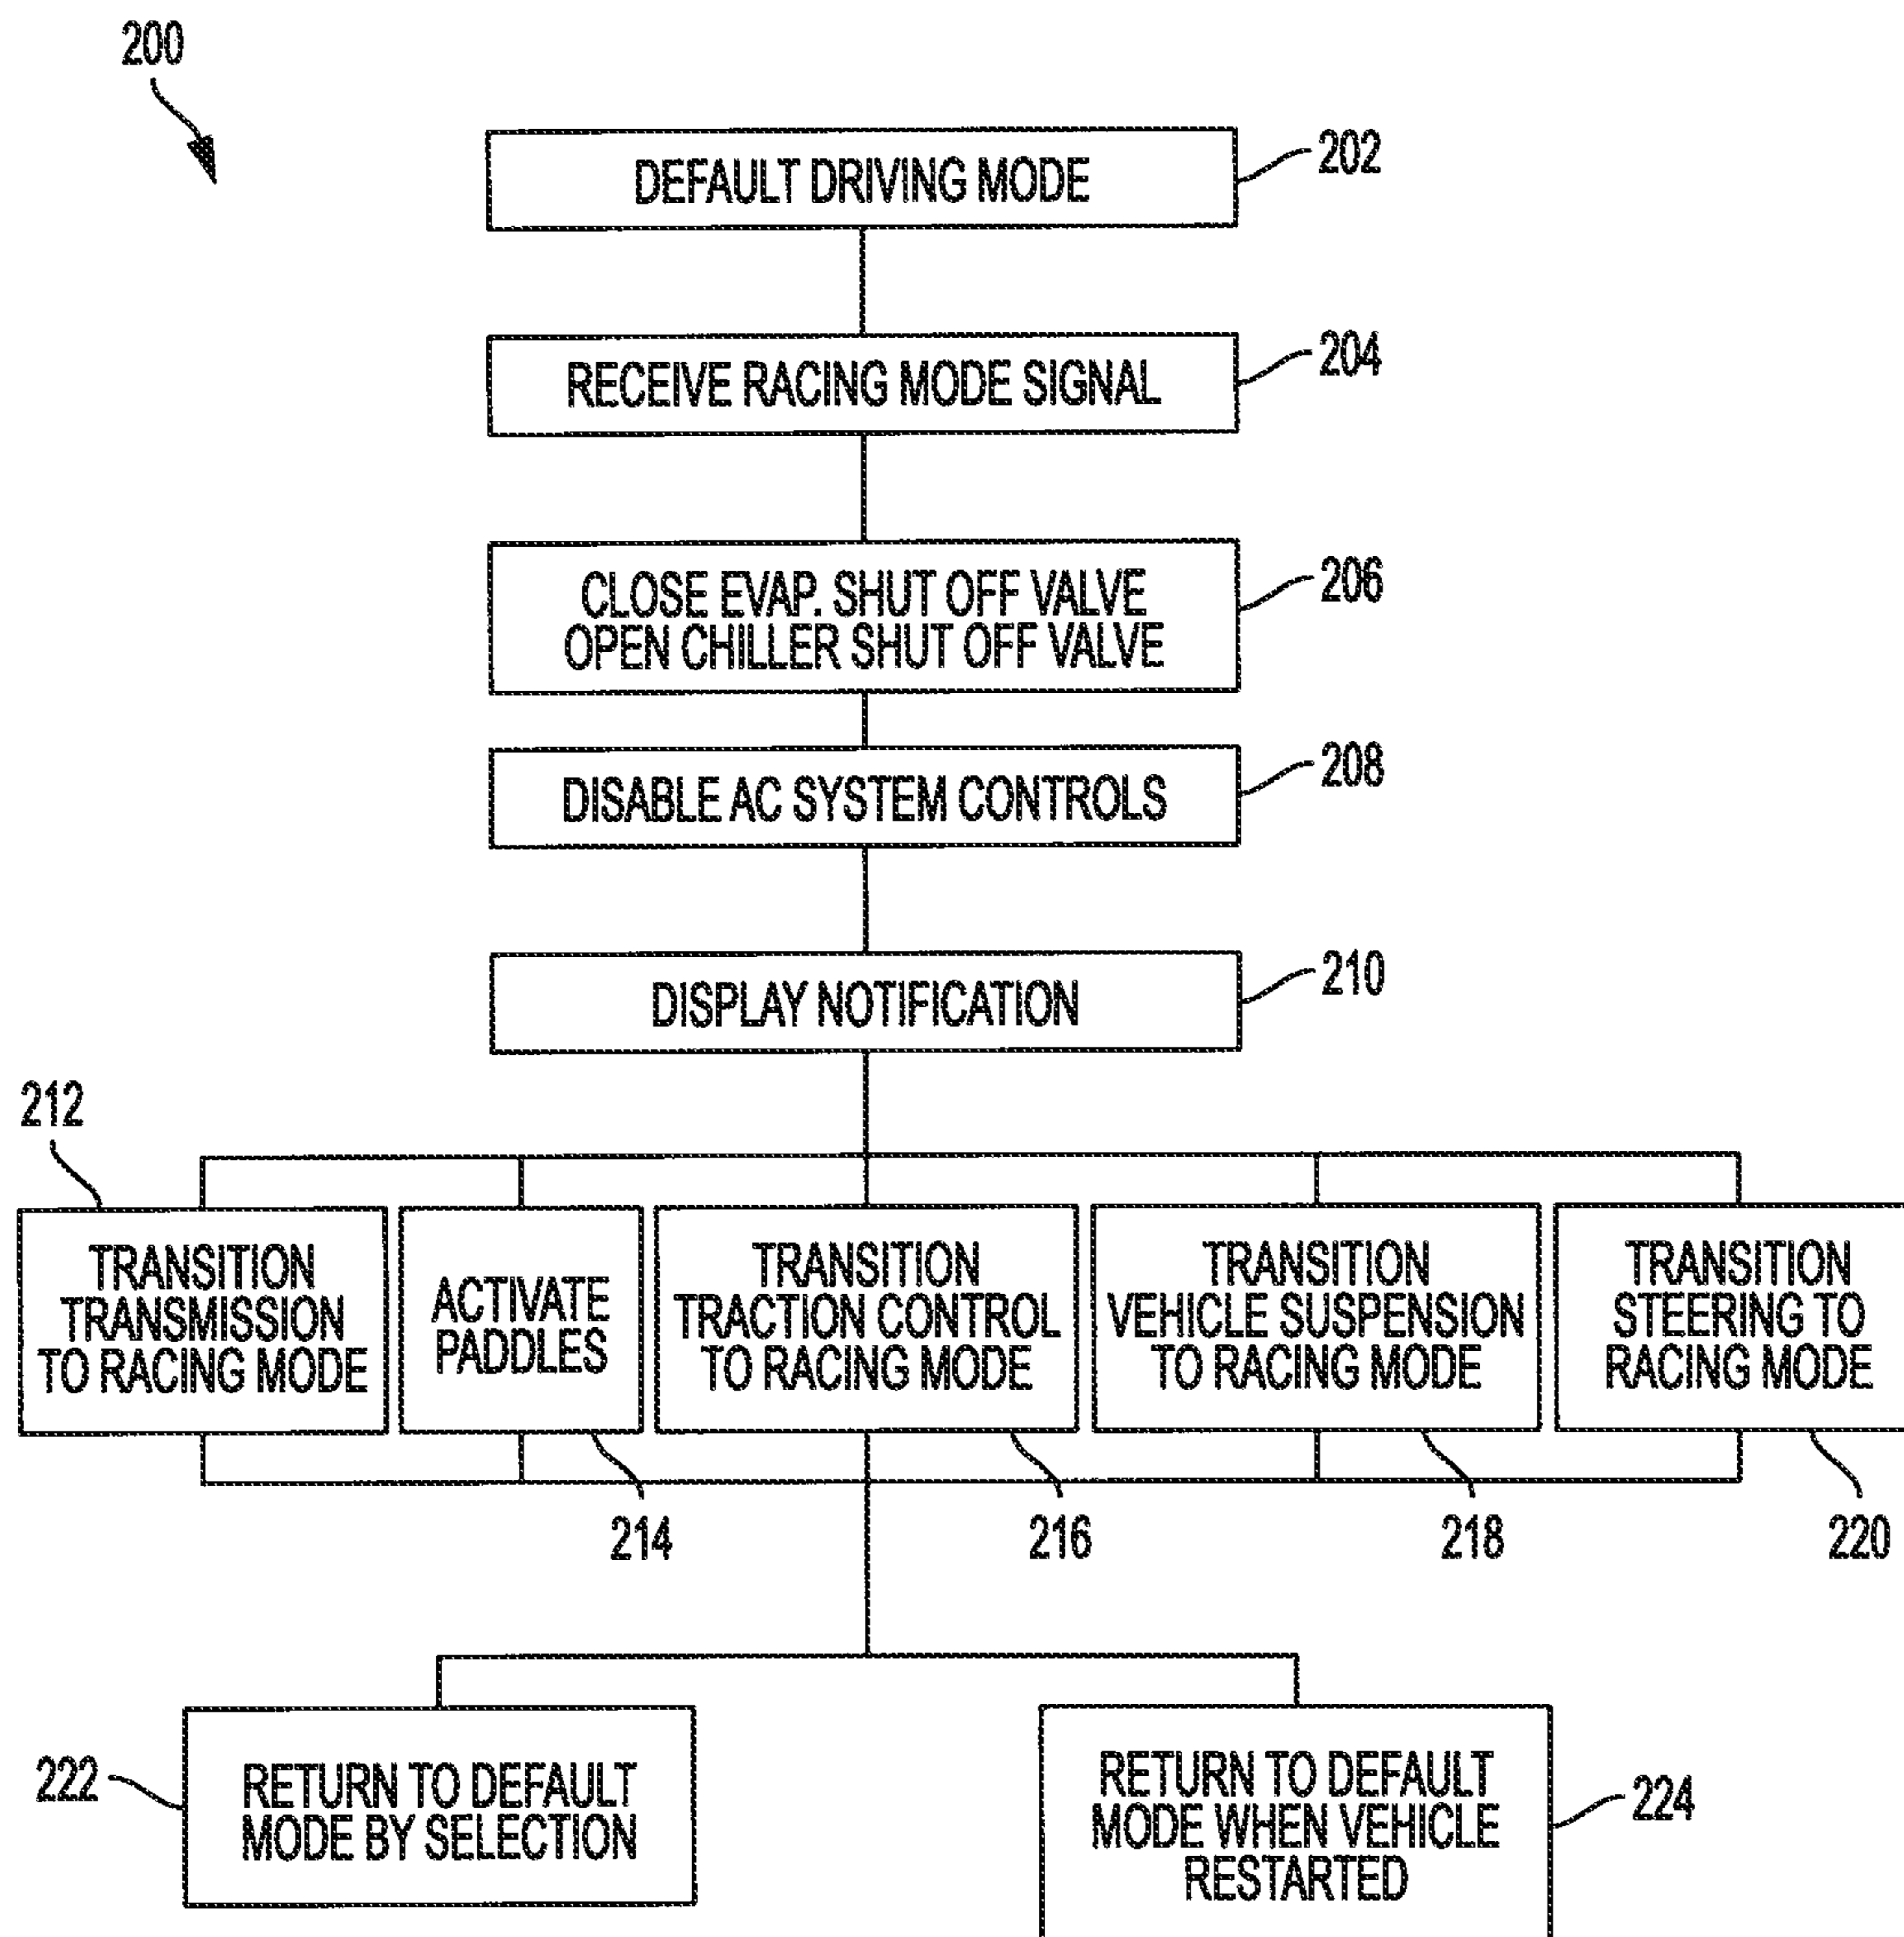 200
DEFAULT DRIVING MODE
202
RECEIVE RACING MODE SIGNAL
204
CLOSE EVAP. SHUT OFF VALVE
OPEN CHILLER SHUT OFF VALVE
206
DISABLE AC SYSTEM CONTROLS
208
DISPLAY NOTIFICATION
210
212
TRANSITION
TRANSMISSION
TO RACING MODE
ACTIVATE
PADDLES
TRANSITION
TRACTION CONTROL
TO RACING MODE
TRANSITION
VEHICLE SUSPENSION
TO RACING MODE
TRANSITION
STEERING TO
RACING MODE
214
216
218
220
222
RETURN TO DEFAULT
MODE BY SELECTION
RETURN TO DEFAULT
MODE WHEN VEHICLE
RESTARTED
224